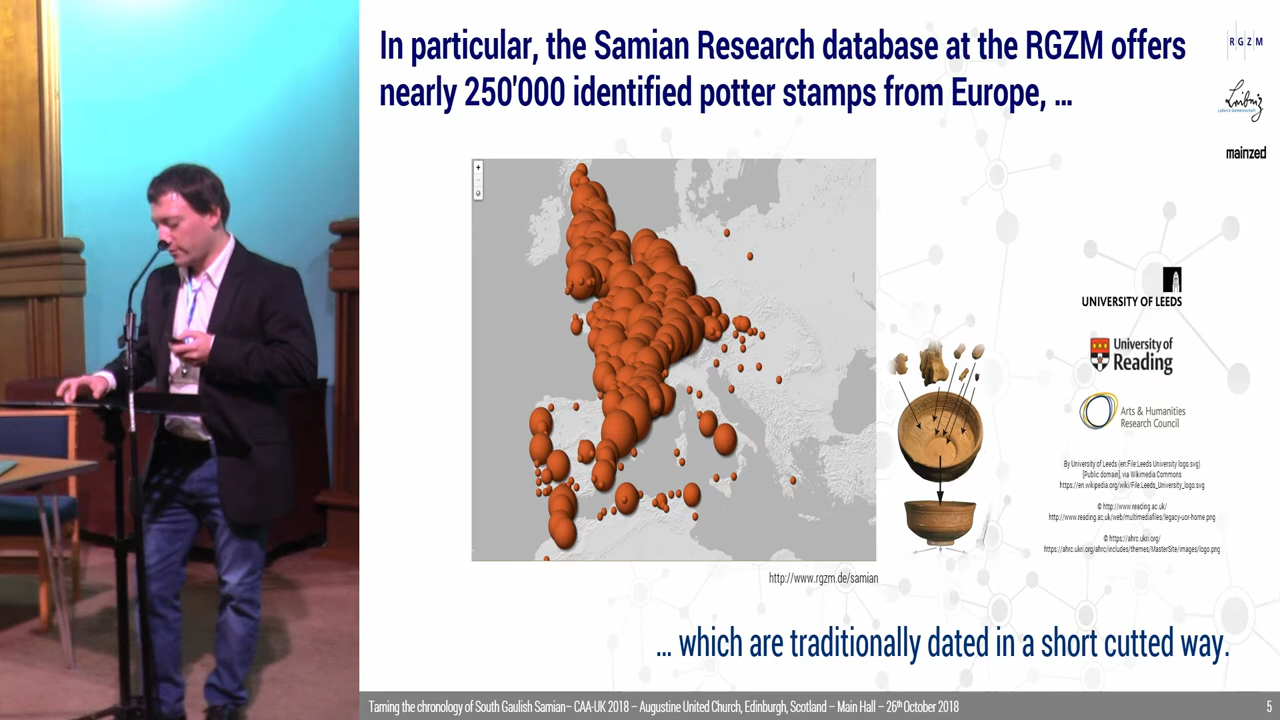 In particular, the Samian Research database at the RGZM offers
nearly 250'000 identified potter stamps from Europe, ...
R G Z M
Leibniz
Leibniz
Gemeinschaft
mainzed
+
UNIVERSITY OF LEEDS
University of
Reading
Arts & Humanities
Research Council
By University of Leeds (en:File:Leeds University logo.svg)
[Public domain], via Wikimedia Commons
https://en.wikipedia.org/wiki/File:Leeds_University_logo.svg
© http://www.reading.ac.uk/
http://www.reading.ac.uk/web/multimediafiles/legacy-uor-home.png
© https://ahrc.ukri.org/
https://ahrc.ukri.org/ahrc/includes/themes/MasterSite/images/logo.png
http://www.rgzm.de/samian
... which are traditionally dated in a short cutted way.
Taming the chronology of South Gaulish Samian– CAA-UK 2018 – Augustine United Church, Edinburgh, Scotland – Main Hall – 26th October 2018
5